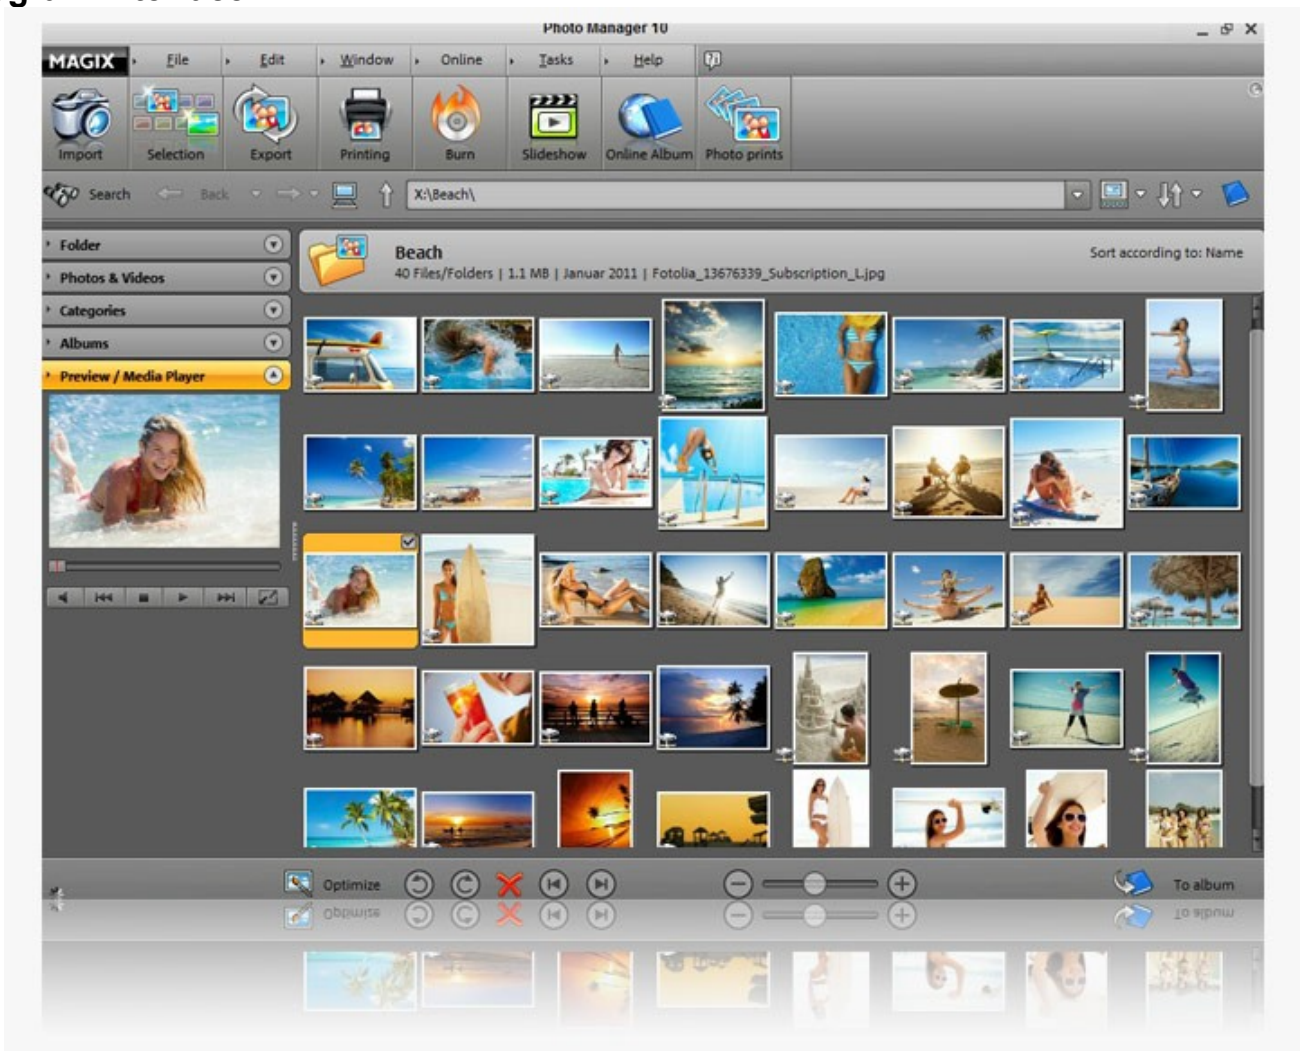 Photo Manager 10
MAGIX File Edit Window Online Tasks Help
Import Selection Export Printing Burn Slideshow Online Album Photo prints
Search Back X:\Beach\
Folder
Photos & Videos
Categories
Albums
Preview / Media Player
Beach
Sort according to: Name
40 Files/Folders | 1.1 MB | Januar 2011 | Fotolia_13676339_Subscription_L.jpg
Optimize To album